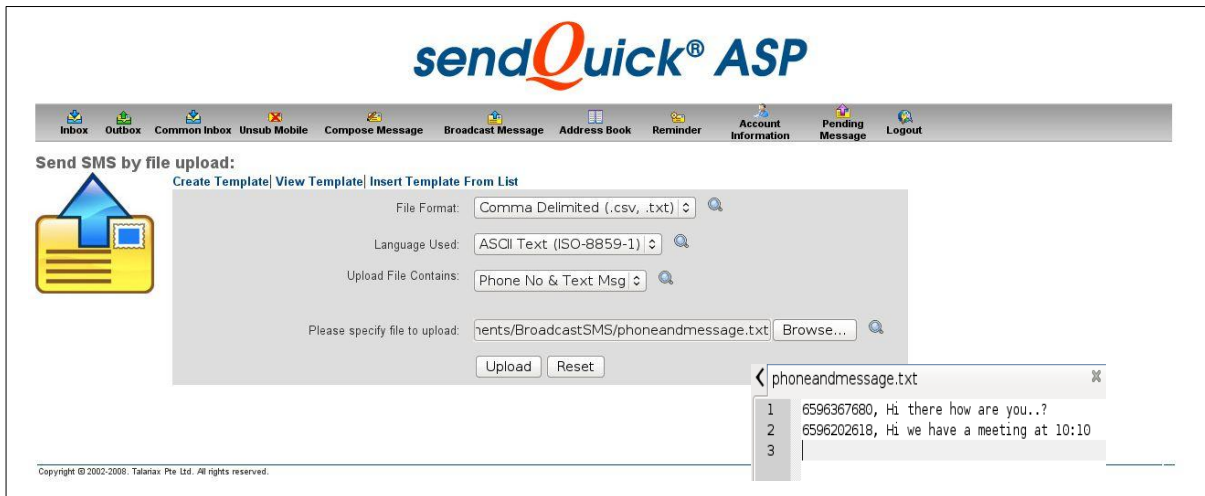 sendQuick® ASP
Inbox Outbox Common Inbox Unsub Mobile Compose Message Broadcast Message Address Book Reminder Account Information Pending Message Logout
Send SMS by file upload:
Create Template| View Template| Insert Template From List
File Format: Comma Delimited (.csv, .txt)
Language Used: ASCII Text (ISO-8859-1)
Upload File Contains: Phone No & Text Msg
Please specify file to upload: nents/BroadcastSMS/phoneandmessage.txt Browse...
Upload Reset
phoneandmessage.txt
1 6596367680, Hi there how are you..?
2 6596202618, Hi we have a meeting at 10:10
3
Copyright © 2002-2008. Talariax Pte Ltd. All rights reserved.